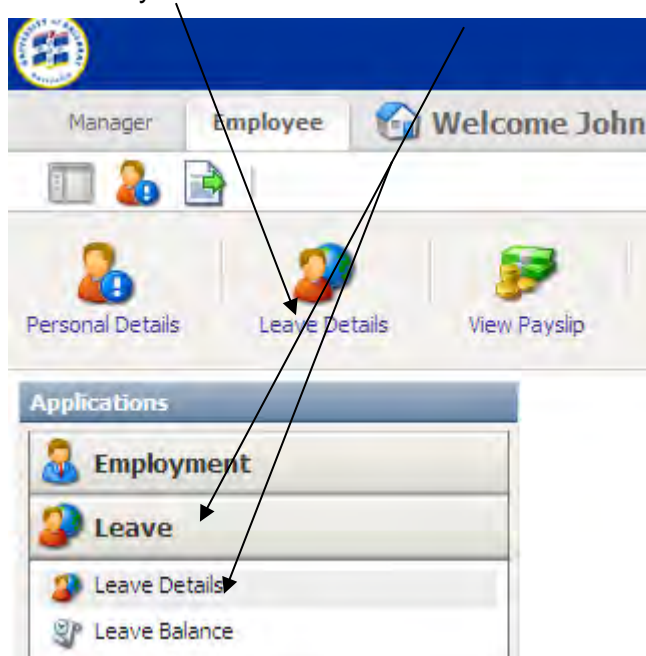 Manager Employee Welcome John
Personal Details Leave Details View Payslip
Applications
Employment
Leave
Leave Details
Leave Balance